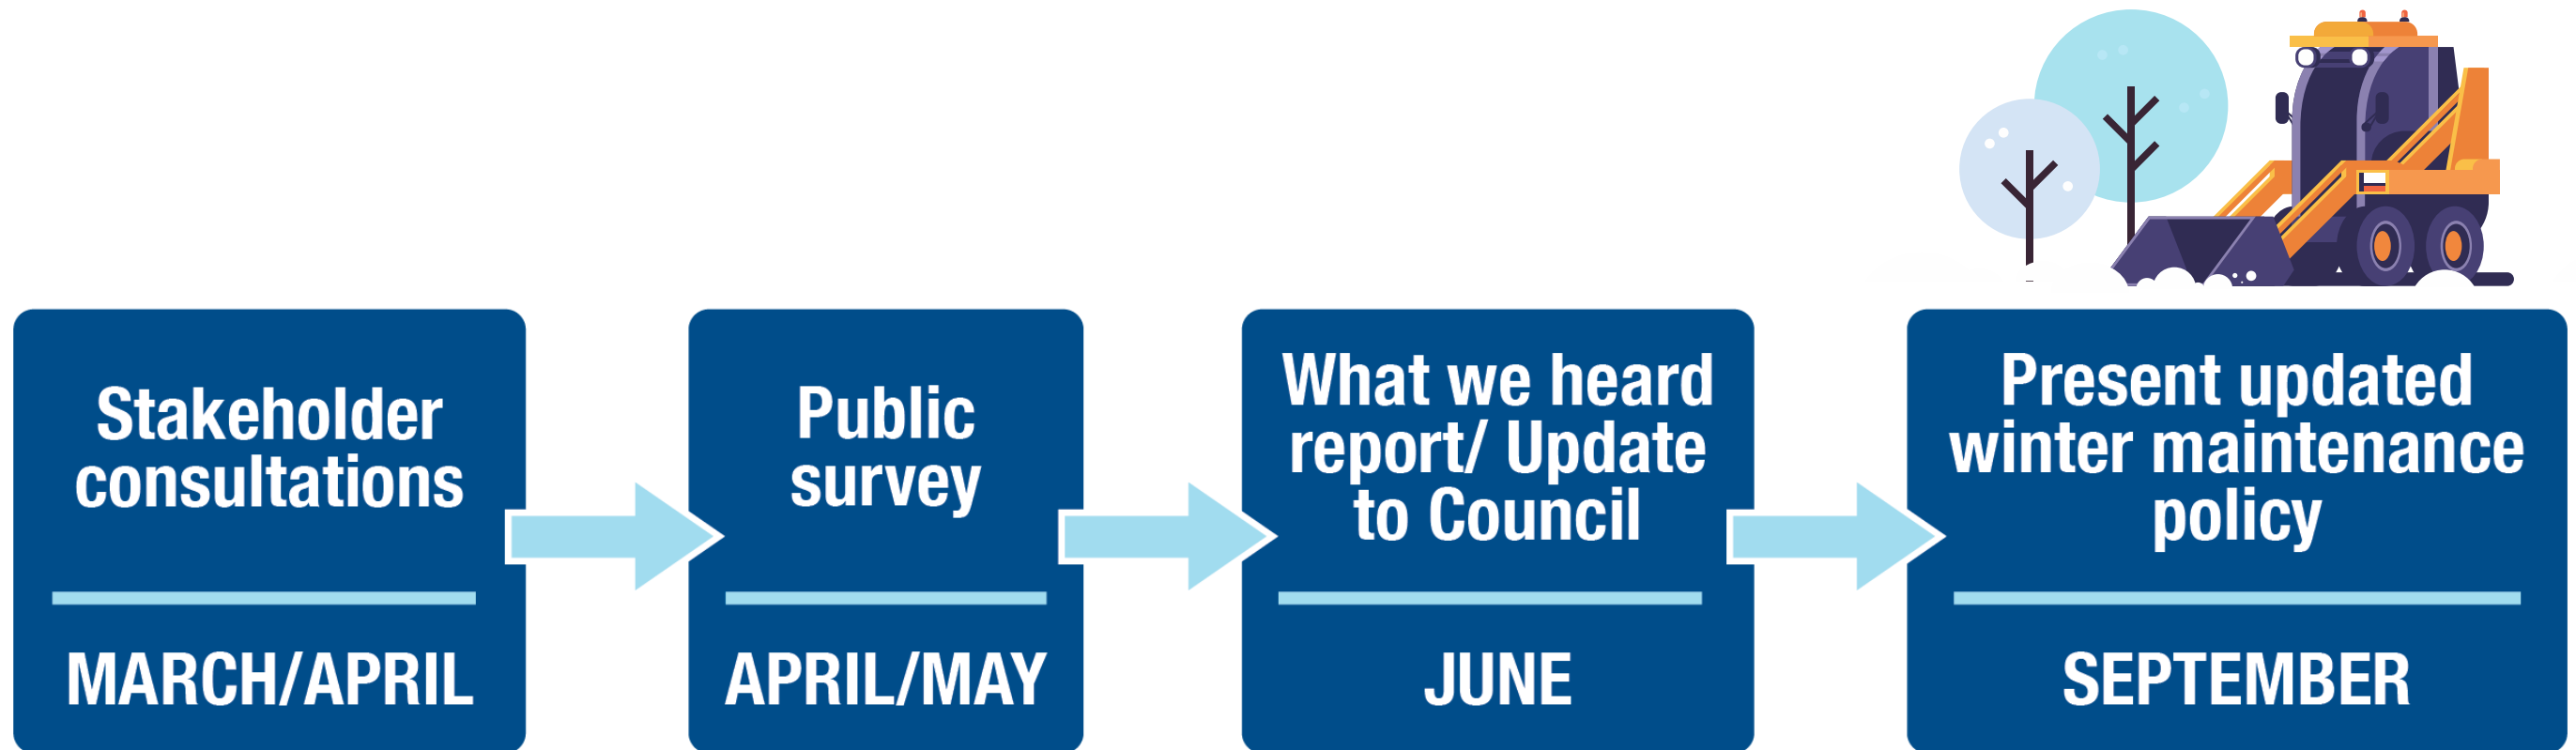 Stakeholder
consultations
MARCH/APRIL
Public
survey
APRIL/MAY
What we heard
report/ Update
to Council
JUNE
Present updated
winter maintenance
policy
SEPTEMBER